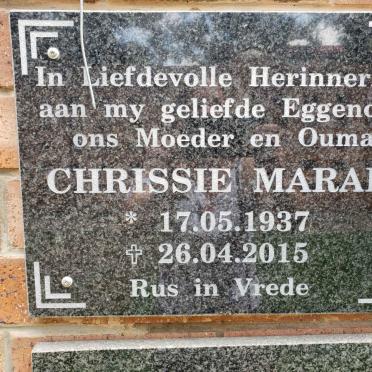 In Liefdevolle Herinner
aan my geliefde Eggeno
ons Moeder en Ouma
CHRISSIE MARAI
* 17.05.1937
✝ 26.04.2015
Rus in Vrede